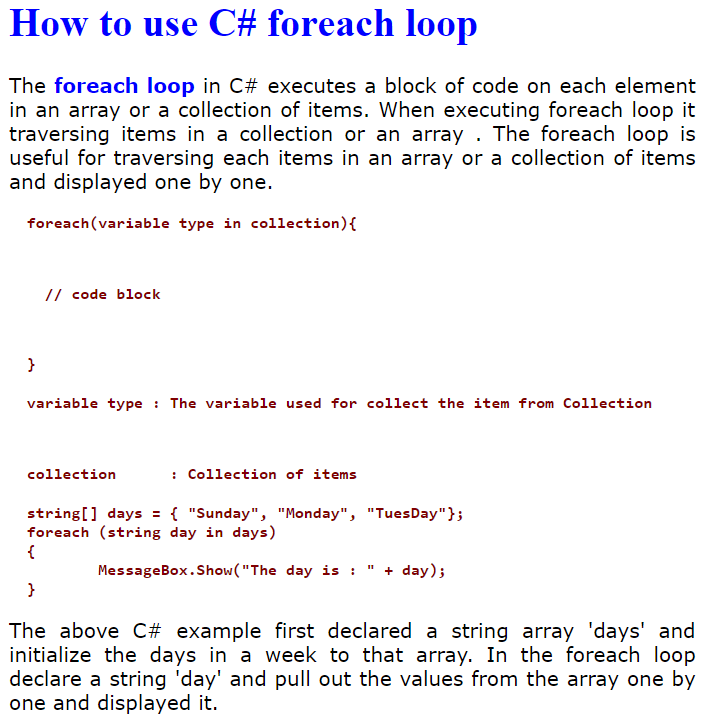 How to use C# foreach loop
The foreach loop in C# executes a block of code on each element
in an array or a collection of items. When executing foreach loop it
traversing items in a collection or an array . The foreach loop is
useful for traversing each items in an array or a collection of items
and displayed one by one.
foreach(variable type in collection){
// code block
}
variable type : The variable used for collect the item from Collection
collection      : Collection of items
string[] days = { "Sunday", "Monday", "TuesDay"};
foreach (string day in days)
{
        MessageBox.Show("The day is : " + day);
}
The above C# example first declared a string array 'days' and
initialize the days in a week to that array. In the foreach loop
declare a string 'day' and pull out the values from the array one by
one and displayed it.